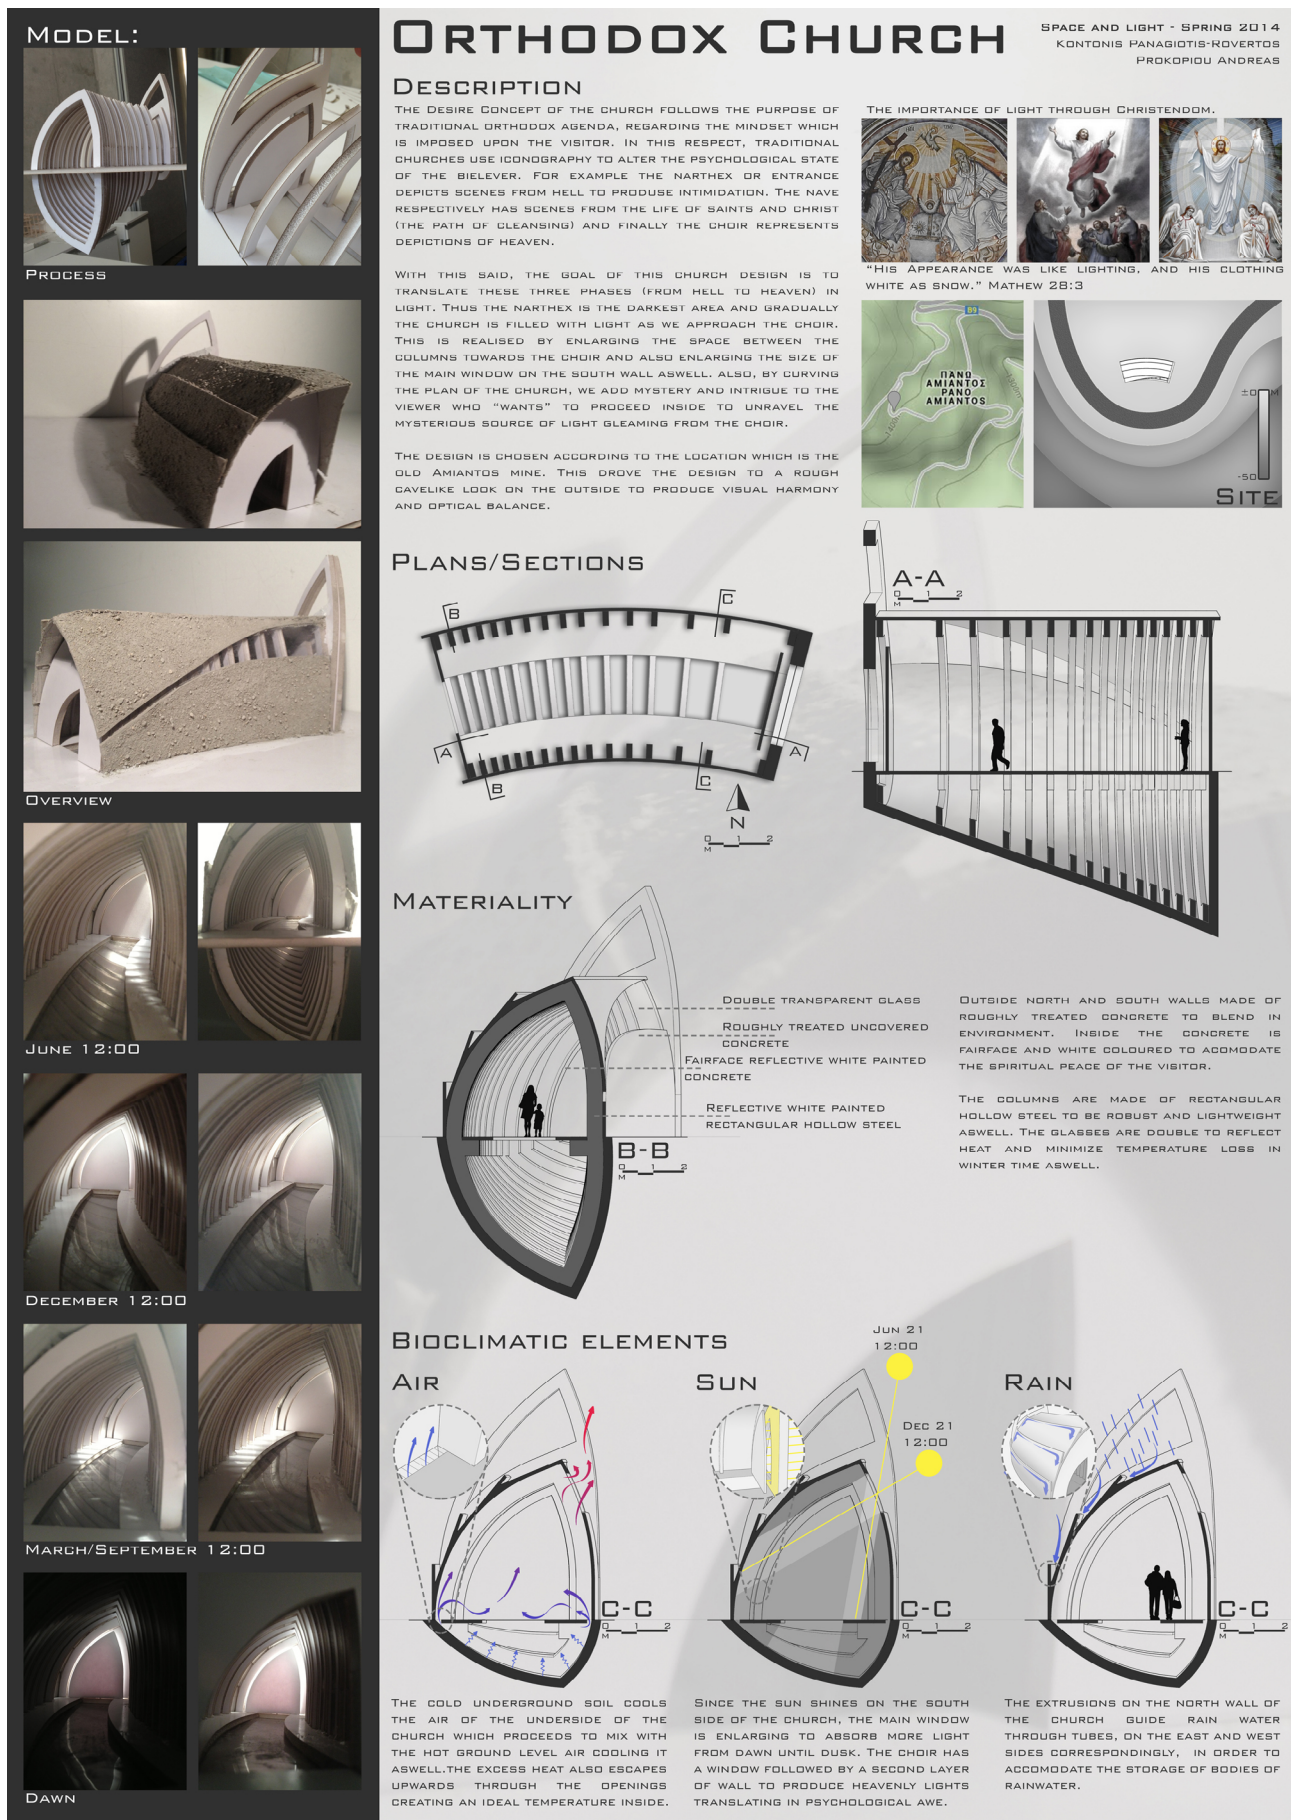 MODEL:
PROCESS
OVERVIEW
JUNE 12:00
DECEMBER 12:00
MARCH/SEPTEMBER 12:00
DAWN
ORTHODOX CHURCH
SPACE AND LIGHT - SPRING 2014
KONTONIS PANAGIOTIS-ROVERTOS
PROKOPIOU ANDREAS
DESCRIPTION
THE DESIRE CONCEPT OF THE CHURCH FOLLOWS THE PURPOSE OF
TRADITIONAL ORTHODOX AGENDA, REGARDING THE MINDSET WHICH
IS IMPOSED UPON THE VISITOR. IN THIS RESPECT, TRADITIONAL
CHURCHES USE ICONOGRAPHY TO ALTER THE PSYCHOLOGICAL STATE
OF THE BIELEVER. FOR EXAMPLE THE NARTHEX OR ENTRANCE
DEPICTS SCENES FROM HELL TO PRODUSE INTIMIDATION. THE NAVE
RESPECTIVELY HAS SCENES FROM THE LIFE OF SAINTS AND CHRIST
(THE PATH OF CLEANSING) AND FINALLY THE CHOIR REPRESENTS
DEPICTIONS OF HEAVEN.
WITH THIS SAID, THE GOAL OF THIS CHURCH DESIGN IS TO
TRANSLATE THESE THREE PHASES (FROM HELL TO HEAVEN) IN
LIGHT. THUS THE NARTHEX IS THE DARKEST AREA AND GRADUALLY
THE CHURCH IS FILLED WITH LIGHT AS WE APPROACH THE CHOIR.
THIS IS REALISED BY ENLARGING THE SPACE BETWEEN THE
COLUMNS TOWARDS THE CHOIR AND ALSO ENLARGING THE SIZE OF
THE MAIN WINDOW ON THE SOUTH WALL ASWELL. ALSO, BY CURVING
THE PLAN OF THE CHURCH, WE ADD MYSTERY AND INTRIGUE TO THE
VIEWER WHO "WANTS" TO PROCEED INSIDE TO UNRAVEL THE
MYSTERIOUS SOURCE OF LIGHT GLEAMING FROM THE CHOIR.
THE DESIGN IS CHOSEN ACCORDING TO THE LOCATION WHICH IS THE
OLD AMIANTOS MINE. THIS DROVE THE DESIGN TO A ROUGH
CAVELIKE LOOK ON THE OUTSIDE TO PRODUCE VISUAL HARMONY
AND OPTICAL BALANCE.
THE IMPORTANCE OF LIGHT THROUGH CHRISTENDOM.
"HIS APPEARANCE WAS LIKE LIGHTING, AND HIS CLOTHING
WHITE AS SNOW." MATHEW 28:3
B9
ΠΑΝΩ
ΑΜΙΑΝΤΟΣ
PANO
AMIANTOS
±0 M
-50
SITE
PLANS/SECTIONS
B
C
A
A
B
C
N
0 1 2
M
A-A
0 1 2
M
MATERIALITY
DOUBLE TRANSPARENT GLASS
ROUGHLY TREATED UNCOVERED
CONCRETE
FAIRFACE REFLECTIVE WHITE PAINTED
CONCRETE
REFLECTIVE WHITE PAINTED
RECTANGULAR HOLLOW STEEL
B-B
0 1 2
M
OUTSIDE NORTH AND SOUTH WALLS MADE OF
ROUGHLY TREATED CONCRETE TO BLEND IN
ENVIRONMENT. INSIDE THE CONCRETE IS
FAIRFACE AND WHITE COLOURED TO ACOMODATE
THE SPIRITUAL PEACE OF THE VISITOR.
THE COLUMNS ARE MADE OF RECTANGULAR
HOLLOW STEEL TO BE ROBUST AND LIGHTWEIGHT
ASWELL. THE GLASSES ARE DOUBLE TO REFLECT
HEAT AND MINIMIZE TEMPERATURE LOSS IN
WINTER TIME ASWELL.
BIOCLIMATIC ELEMENTS
AIR
C-C
0 1 2
M
THE COLD UNDERGROUND SOIL COOLS
THE AIR OF THE UNDERSIDE OF THE
CHURCH WHICH PROCEEDS TO MIX WITH
THE HOT GROUND LEVEL AIR COOLING IT
ASWELL.THE EXCESS HEAT ALSO ESCAPES
UPWARDS THROUGH THE OPENINGS
CREATING AN IDEAL TEMPERATURE INSIDE.
SUN
JUN 21
12:00
DEC 21
12:00
C-C
0 1 2
M
SINCE THE SUN SHINES ON THE SOUTH
SIDE OF THE CHURCH, THE MAIN WINDOW
IS ENLARGING TO ABSORB MORE LIGHT
FROM DAWN UNTIL DUSK. THE CHOIR HAS
A WINDOW FOLLOWED BY A SECOND LAYER
OF WALL TO PRODUCE HEAVENLY LIGHTS
TRANSLATING IN PSYCHOLOGICAL AWE.
RAIN
C-C
0 1 2
M
THE EXTRUSIONS ON THE NORTH WALL OF
THE CHURCH GUIDE RAIN WATER
THROUGH TUBES, ON THE EAST AND WEST
SIDES CORRESPONDINGLY, IN ORDER TO
ACCOMODATE THE STORAGE OF BODIES OF
RAINWATER.